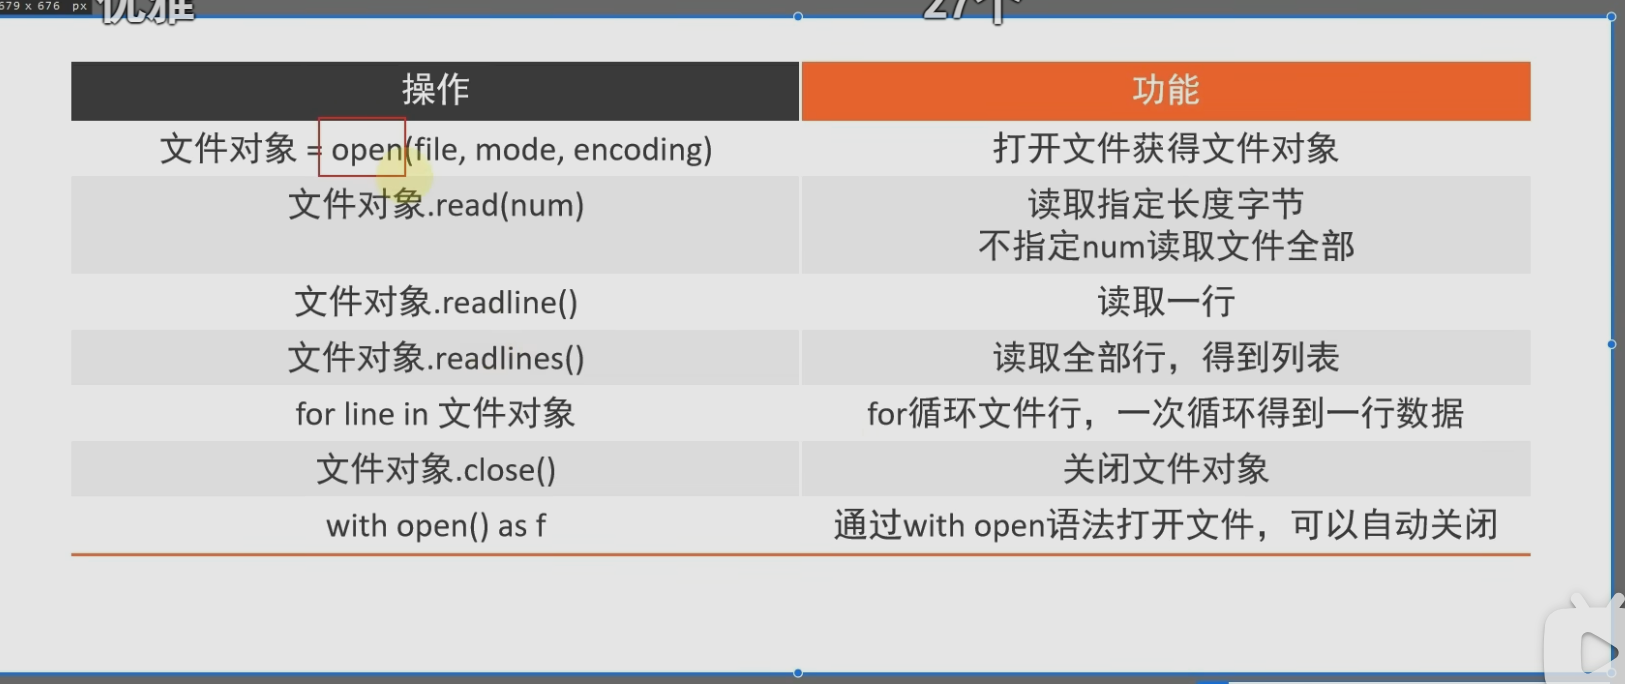 679 x 676 px
优雅
27个
操作
功能
文件对象 = open(file, mode, encoding)
打开文件获得文件对象
文件对象.read(num)
读取指定长度字节
不指定num读取文件全部
文件对象.readline()
读取一行
文件对象.readlines()
读取全部行，得到列表
for line in 文件对象
for循环文件行，一次循环得到一行数据
文件对象.close()
关闭文件对象
with open() as f
通过with open语法打开文件，可以自动关闭